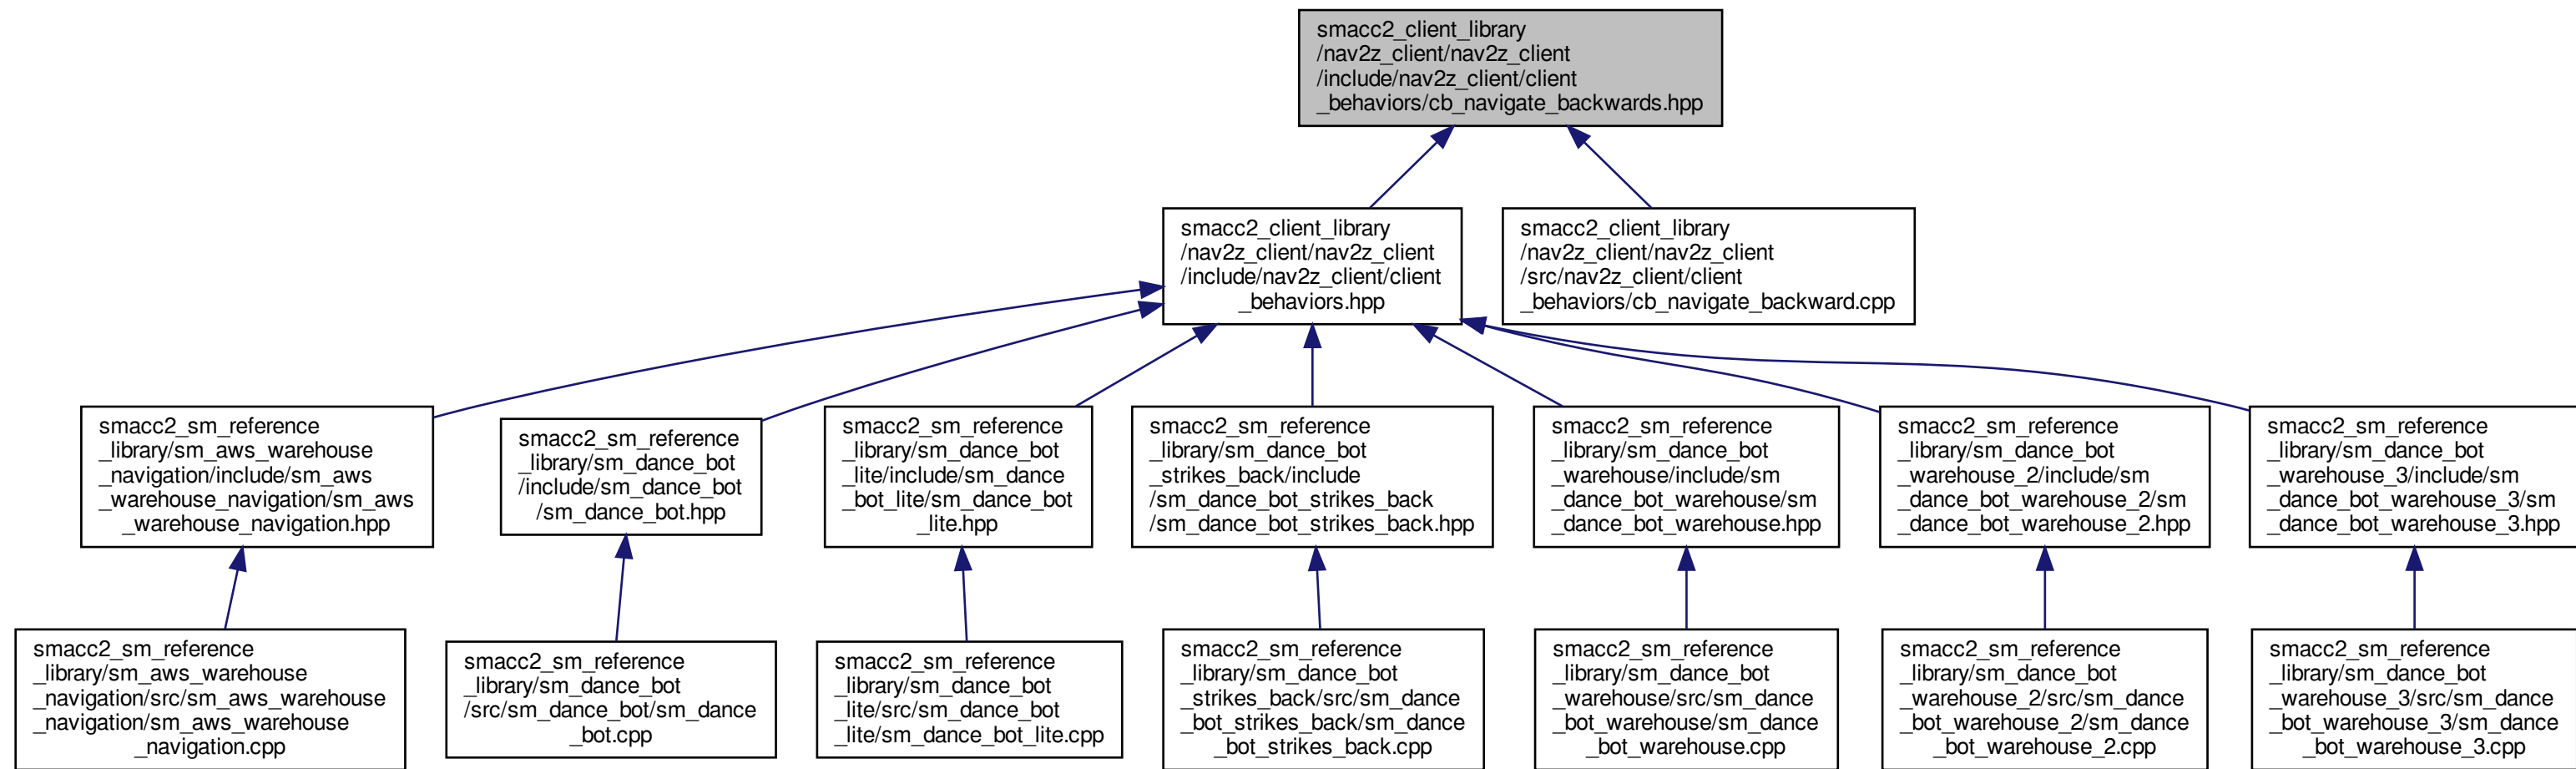 smacc2_client_library
/nav2z_client/nav2z_client
/include/nav2z_client/client
_behaviors/cb_navigate_backwards.hpp
smacc2_client_library
/nav2z_client/nav2z_client
/include/nav2z_client/client
_behaviors.hpp
smacc2_client_library
/nav2z_client/nav2z_client
/src/nav2z_client/client
_behaviors/cb_navigate_backward.cpp
smacc2_sm_reference
_library/sm_aws_warehouse
_navigation/include/sm_aws
_warehouse_navigation/sm_aws
_warehouse_navigation.hpp
smacc2_sm_reference
_library/sm_dance_bot
/include/sm_dance_bot
/sm_dance_bot.hpp
smacc2_sm_reference
_library/sm_dance_bot
_lite/include/sm_dance
_bot_lite/sm_dance_bot
_lite.hpp
smacc2_sm_reference
_library/sm_dance_bot
_strikes_back/include
/sm_dance_bot_strikes_back
/sm_dance_bot_strikes_back.hpp
smacc2_sm_reference
_library/sm_dance_bot
_warehouse/include/sm
_dance_bot_warehouse/sm
_dance_bot_warehouse.hpp
smacc2_sm_reference
_library/sm_dance_bot
_warehouse_2/include/sm
_dance_bot_warehouse_2/sm
_dance_bot_warehouse_2.hpp
smacc2_sm_reference
_library/sm_dance_bot
_warehouse_3/include/sm
_dance_bot_warehouse_3/sm
_dance_bot_warehouse_3.hpp
smacc2_sm_reference
_library/sm_aws_warehouse
_navigation/src/sm_aws_warehouse
_navigation/sm_aws_warehouse
_navigation.cpp
smacc2_sm_reference
_library/sm_dance_bot
/src/sm_dance_bot/sm_dance
_bot.cpp
smacc2_sm_reference
_library/sm_dance_bot
_lite/src/sm_dance_bot
_lite/sm_dance_bot_lite.cpp
smacc2_sm_reference
_library/sm_dance_bot
_strikes_back/src/sm_dance
_bot_strikes_back/sm_dance
_bot_strikes_back.cpp
smacc2_sm_reference
_library/sm_dance_bot
_warehouse/src/sm_dance
_bot_warehouse/sm_dance
_bot_warehouse.cpp
smacc2_sm_reference
_library/sm_dance_bot
_warehouse_2/src/sm_dance
_bot_warehouse_2/sm_dance
_bot_warehouse_2.cpp
smacc2_sm_reference
_library/sm_dance_bot
_warehouse_3/src/sm_dance
_bot_warehouse_3/sm_dance
_bot_warehouse_3.cpp